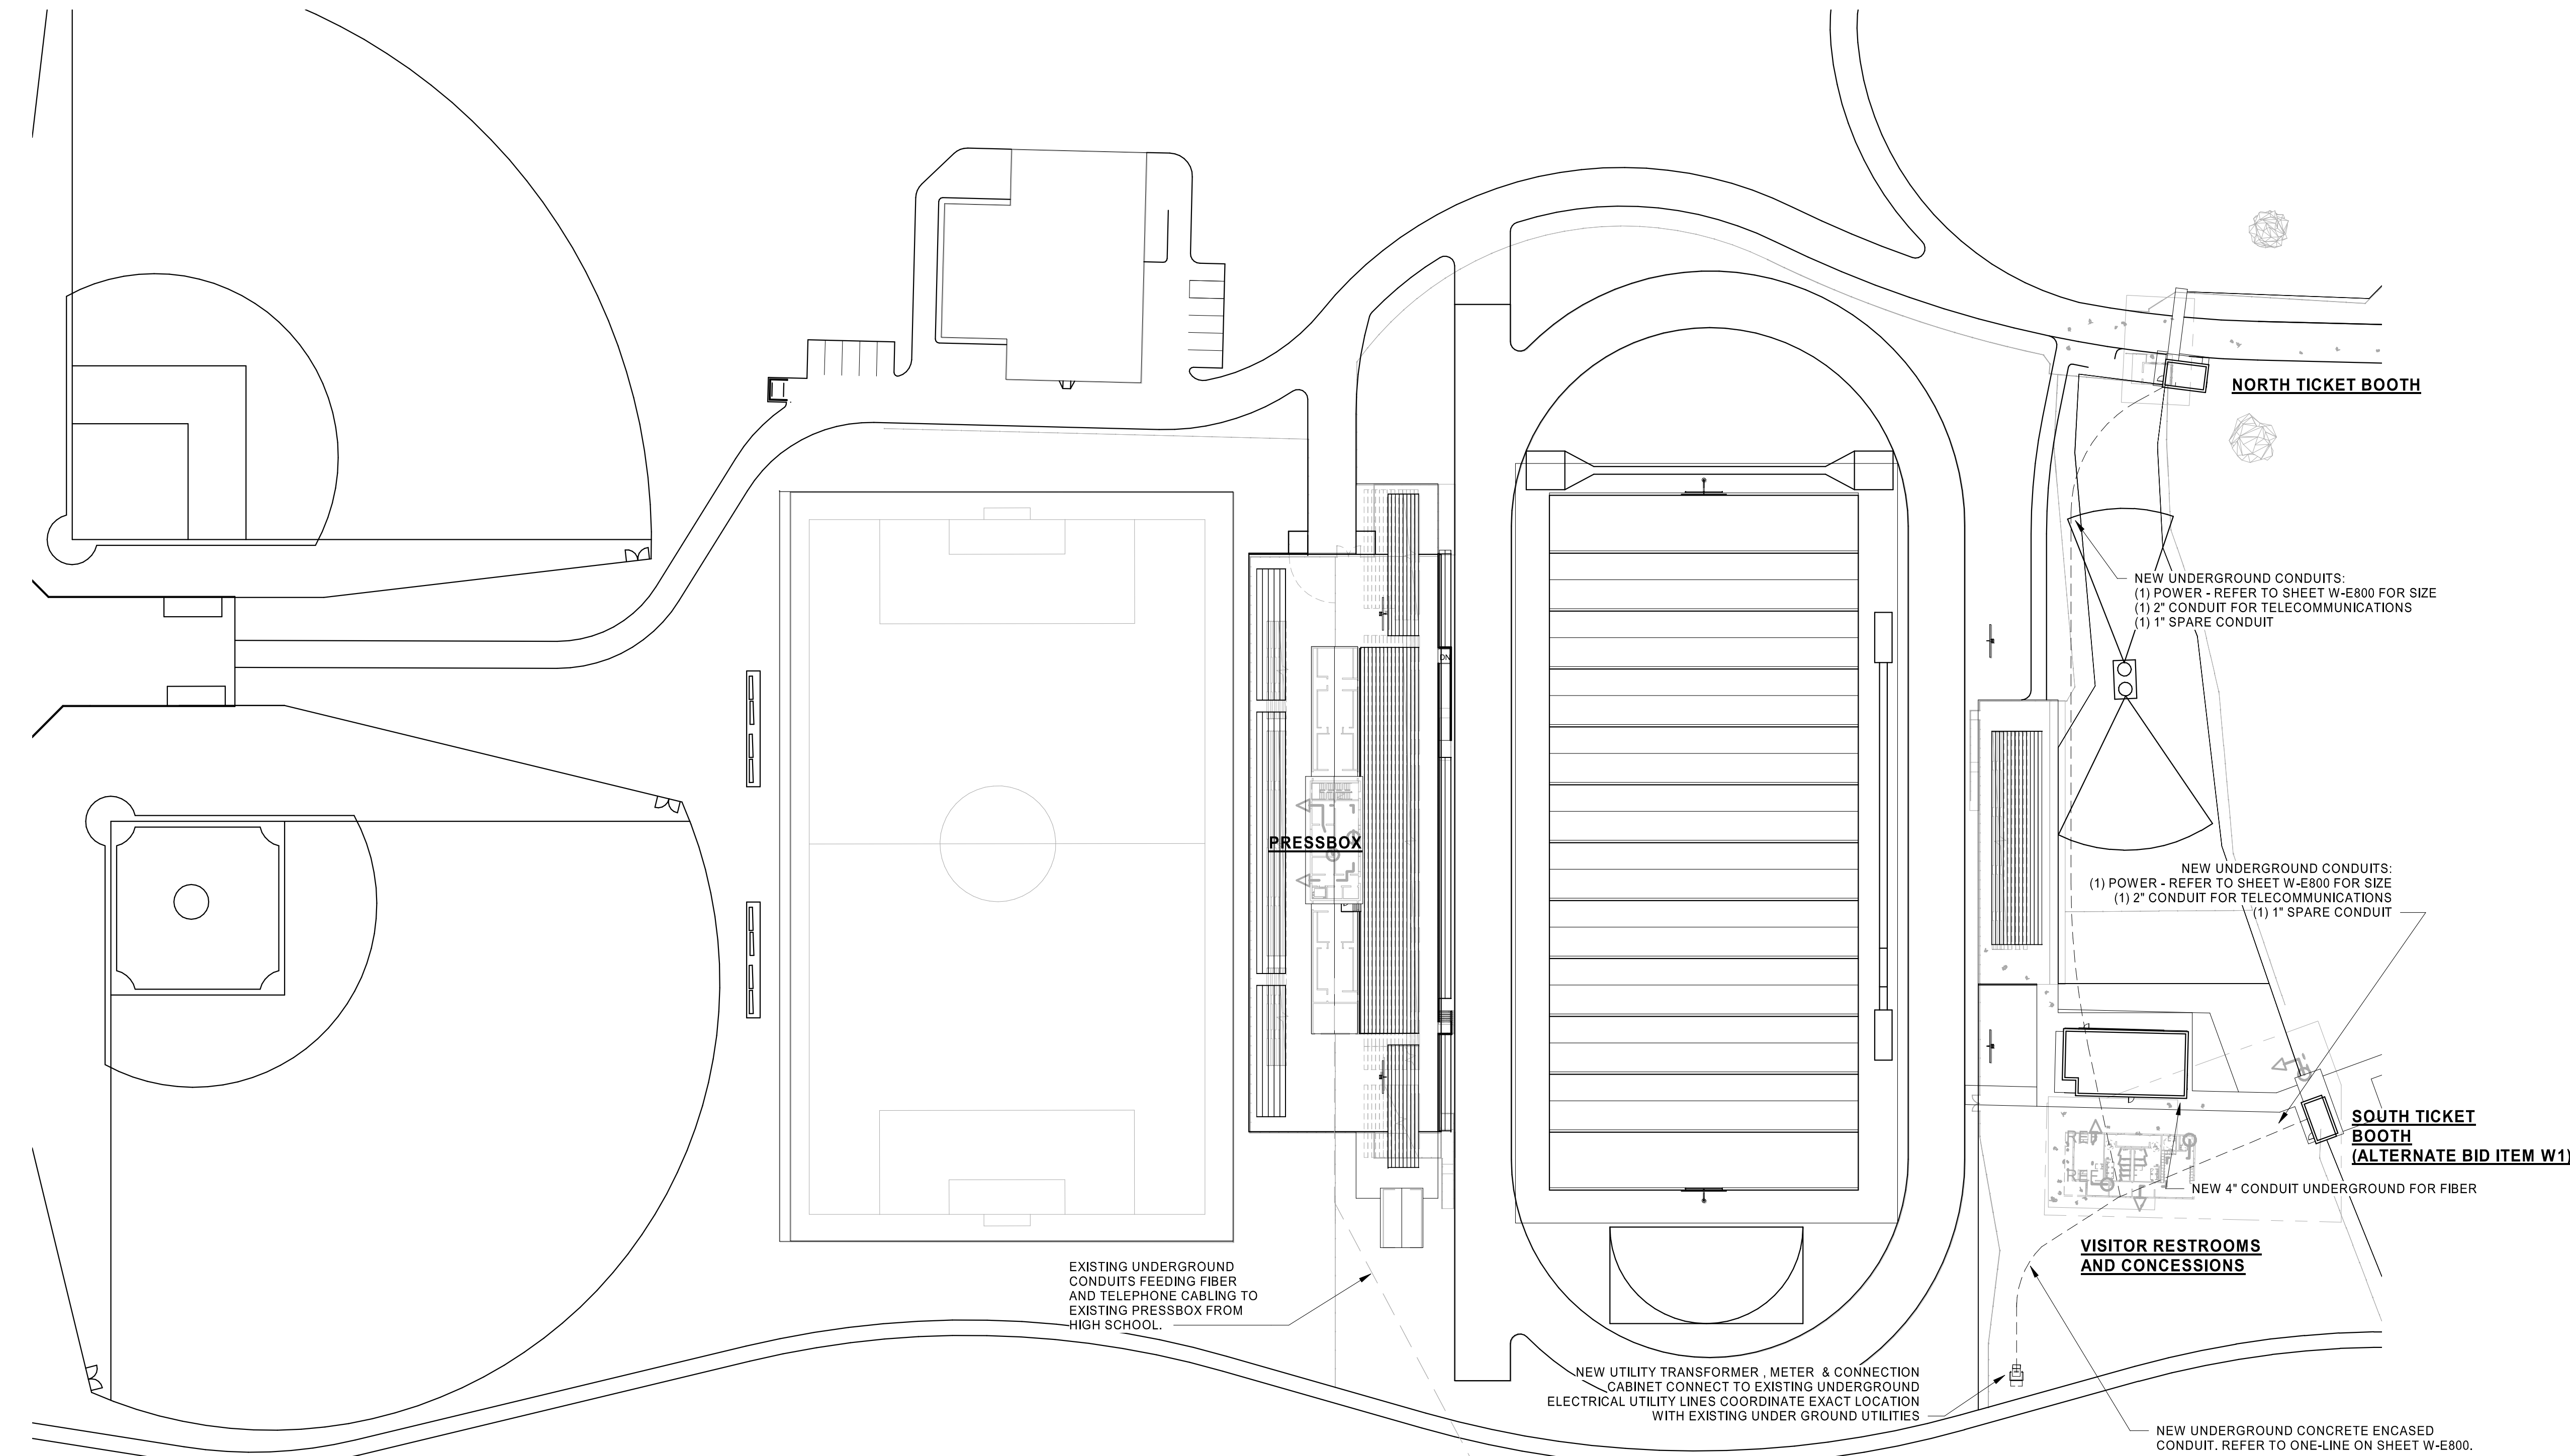 NORTH TICKET BOOTH
NEW UNDERGROUND CONDUITS:
(1) POWER - REFER TO SHEET W-E800 FOR SIZE
(1) 2" CONDUIT FOR TELECOMMUNICATIONS
(1) 1" SPARE CONDUIT
DN
PRESSBOX
NEW UNDERGROUND CONDUITS:
(1) POWER - REFER TO SHEET W-E800 FOR SIZE
(1) 2" CONDUIT FOR TELECOMMUNICATIONS
(1) 1" SPARE CONDUIT
SOUTH TICKET
BOOTH
(ALTERNATE BID ITEM W1)
REF
REF
NEW 4" CONDUIT UNDERGROUND FOR FIBER
VISITOR RESTROOMS
AND CONCESSIONS
EXISTING UNDERGROUND
CONDUITS FEEDING FIBER
AND TELEPHONE CABLING TO
EXISTING PRESSBOX FROM
HIGH SCHOOL.
NEW UTILITY TRANSFORMER , METER & CONNECTION
CABINET CONNECT TO EXISTING UNDERGROUND
ELECTRICAL UTILITY LINES COORDINATE EXACT LOCATION
WITH EXISTING UNDER GROUND UTILITIES
NEW UNDERGROUND CONCRETE ENCASED
CONDUIT. REFER TO ONE-LINE ON SHEET W-E800.